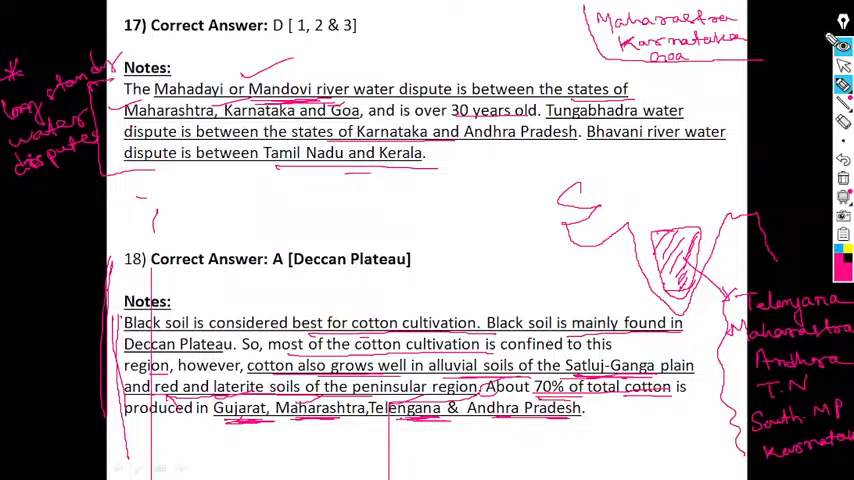 17) Correct Answer: D [ 1, 2 & 3]
Maharastra
Karnataka
Goa
Notes:
The Mahadayi or Mandovi river water dispute is between the states of
Maharashtra, Karnataka and Goa, and is over 30 years old. Tungabhadra water
dispute is between the states of Karnataka and Andhra Pradesh. Bhavani river water
dispute is between Tamil Nadu and Kerala.
*
long
water
disputes
18) Correct Answer: A [Deccan Plateau]
Notes:
Black soil is considered best for cotton cultivation. Black soil is mainly found in
Deccan Plateau. So, most of the cotton cultivation is confined to this
region, however, cotton also grows well in alluvial soils of the Satluj-Ganga plain
and red and laterite soils of the peninsular region. About 70% of total cotton is
produced in Gujarat, Maharashtra,Telengana & Andhra Pradesh.
Telengana
Maharastra
Andhra
T.N
South MP
Karnatak